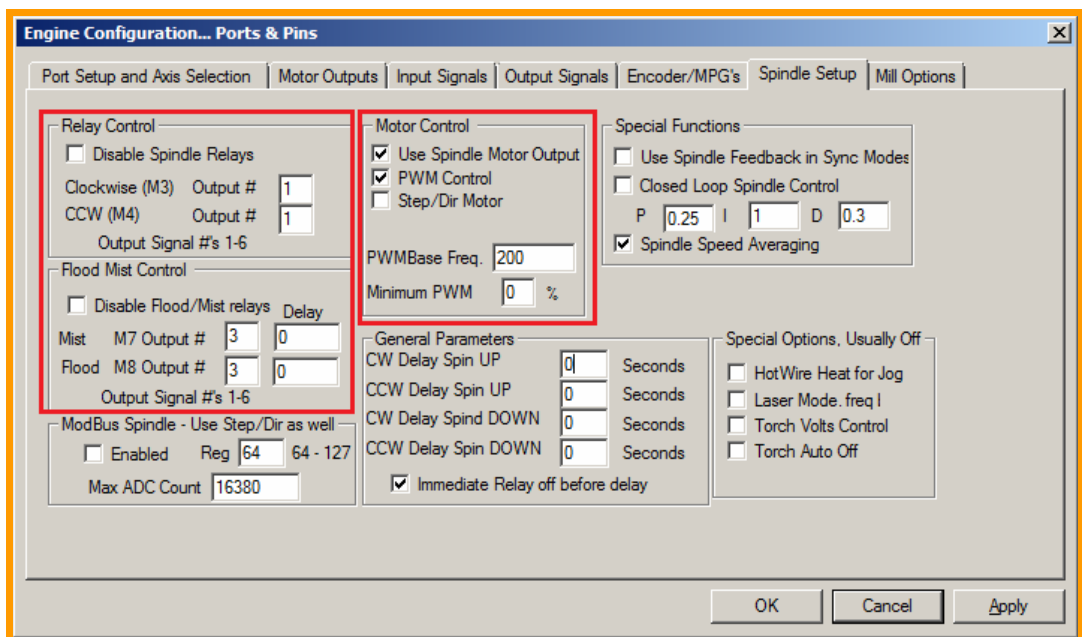 Engine Configuration... Ports & Pins
Port Setup and Axis Selection
Motor Outputs
Input Signals
Output Signals
Encoder/MPG's
Spindle Setup
Mill Options
Relay Control
Disable Spindle Relays
Clockwise (M3) Output # 1
CCW (M4) Output # 1
Output Signal #'s 1-6
Flood Mist Control
Disable Flood/Mist relays Delay
Mist M7 Output # 3 0
Flood M8 Output # 3 0
Output Signal #'s 1-6
ModBus Spindle - Use Step/Dir as well
Enabled Reg 64 64 - 127
Max ADC Count 16380
Motor Control
Use Spindle Motor Output
PWM Control
Step/Dir Motor
PWMBase Freq. 200
Minimum PWM 0 %
General Parameters
CW Delay Spin UP 0 Seconds
CCW Delay Spin UP 0 Seconds
CW Delay Spind DOWN 0 Seconds
CCW Delay Spin DOWN 0 Seconds
Immediate Relay off before delay
Special Functions
Use Spindle Feedback in Sync Modes
Closed Loop Spindle Control
P 0.25 I 1 D 0.3
Spindle Speed Averaging
Special Options, Usually Off
HotWire Heat for Jog
Laser Mode. freq I
Torch Volts Control
Torch Auto Off
OK
Cancel
Apply